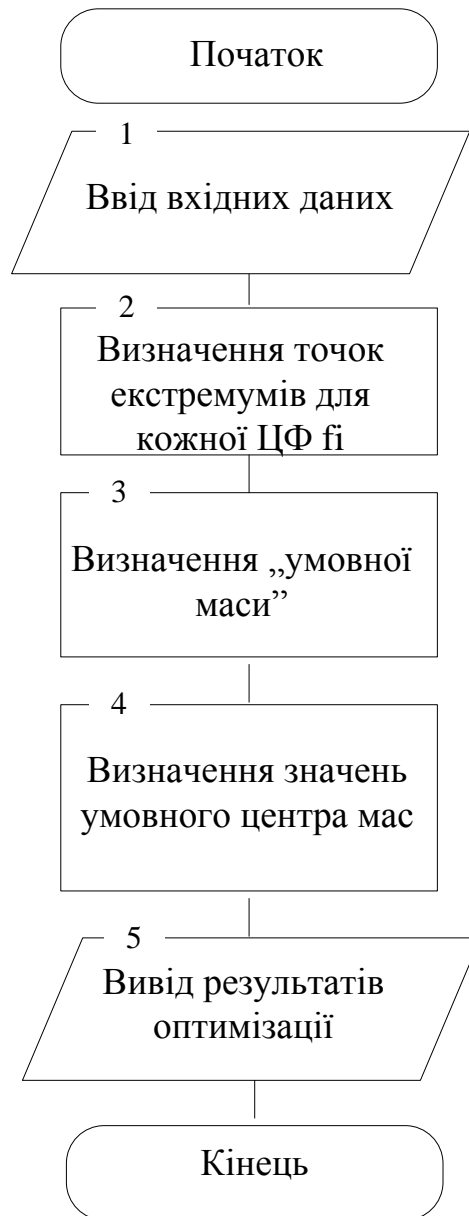 Початок
1
Ввід вхідних даних
2
Визначення точок
екстремумів для
кожної ЦФ fi
3
Визначення „умовної
маси”
4
Визначення значень
умовного центра мас
5
Вивід результатів
оптимізації
Кінець